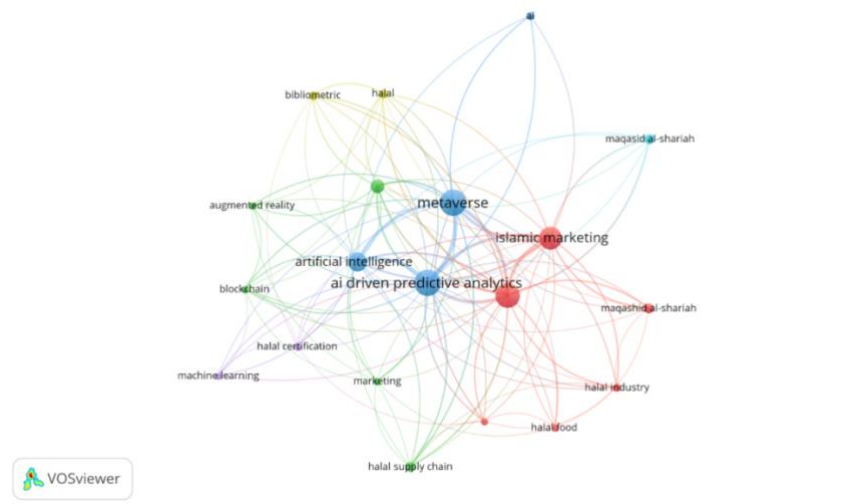 ai
bibliometric
halal
maqasid al-shariah
metaverse
augmented reality
islamic marketing
artificial intelligence
ai driven predictive analytics
blockchain
maqashid al-shariah
halal certification
machine learning
marketing
halal industry
halal food
halal supply chain
VOSviewer